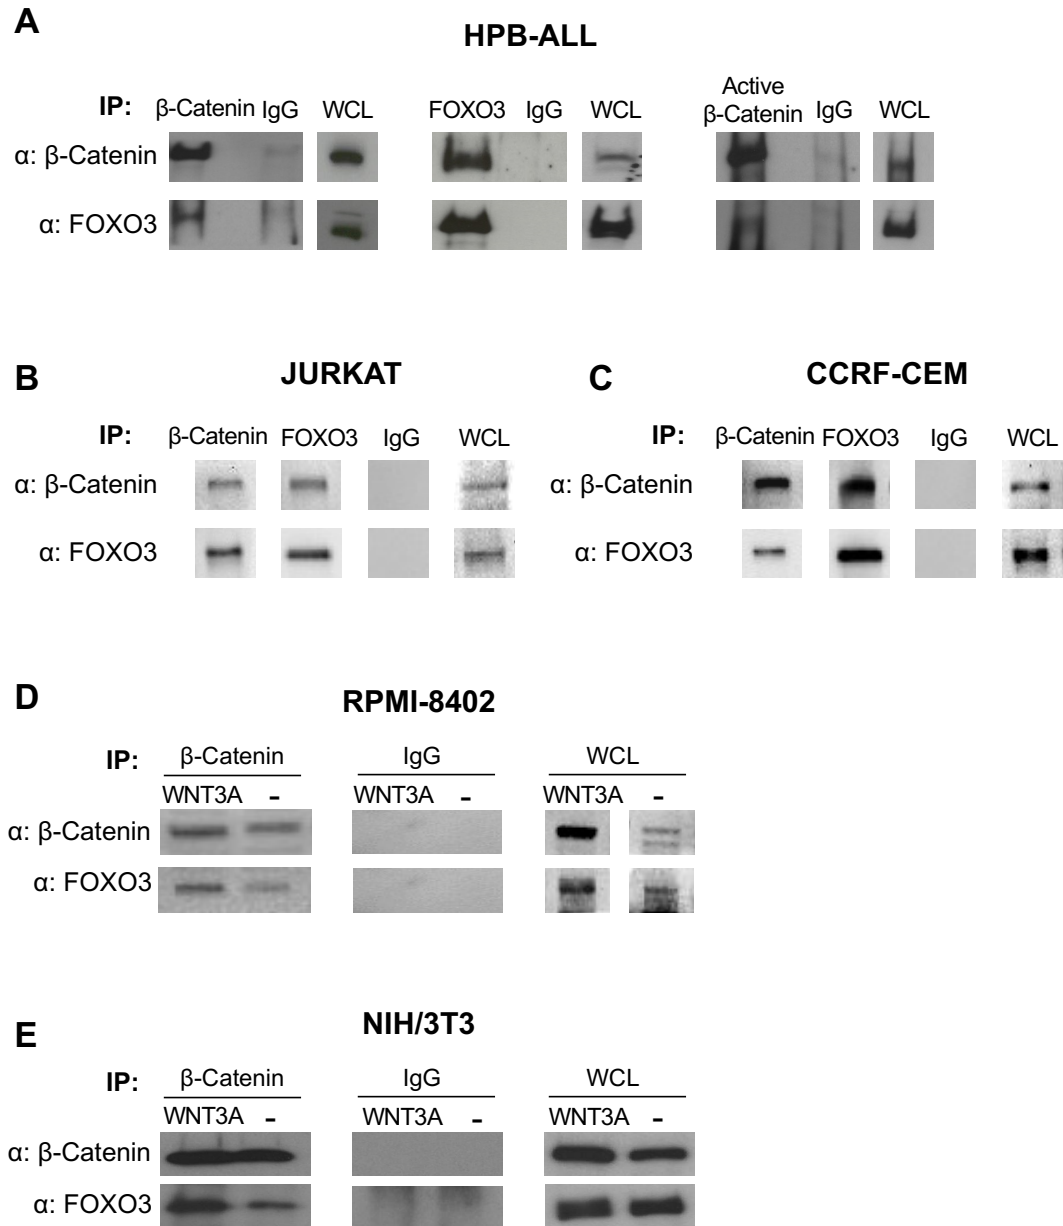 A
HPB-ALL
IP: β-Catenin IgG WCL FOXO3 IgG WCL Active β-Catenin IgG WCL
α: β-Catenin
α: FOXO3
B
JURKAT
IP: β-Catenin FOXO3 IgG WCL
α: β-Catenin
α: FOXO3
C
CCRF-CEM
IP: β-Catenin FOXO3 IgG WCL
α: β-Catenin
α: FOXO3
D
RPMI-8402
IP: β-Catenin IgG WCL
WNT3A - WNT3A - WNT3A -
α: β-Catenin
α: FOXO3
E
NIH/3T3
IP: β-Catenin IgG WCL
WNT3A - WNT3A - WNT3A -
α: β-Catenin
α: FOXO3